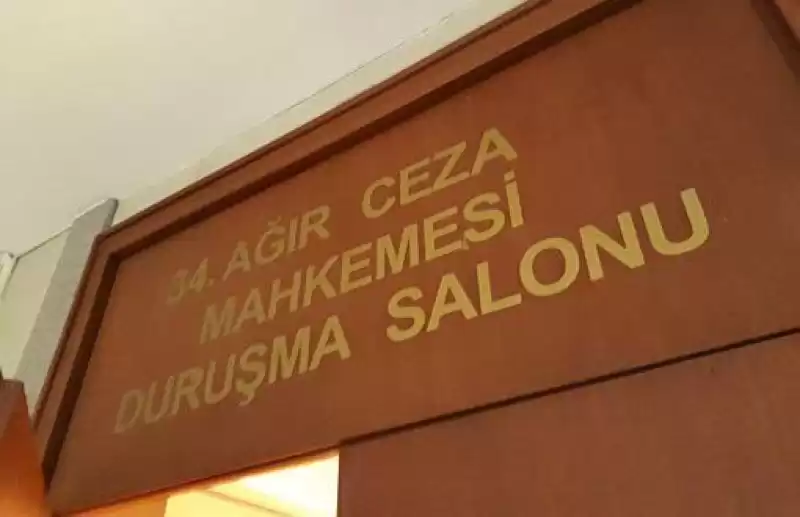 34. AĞIR CEZA
MAHKEMESİ
DURUŞMA SALONU